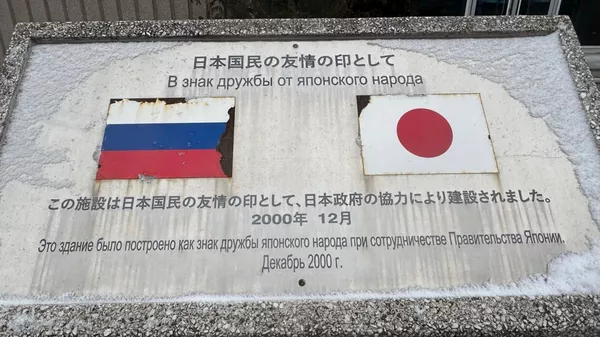 日本国民の友情の印として
В знак дружбы от японского народа
この施設は日本国民の友情の印として、日本政府の協力により建設されました。
2000年 12月
Это здание было построено как знак дружбы японского народа при сотрудничестве Правительства Японии.
Декабрь 2000 г.